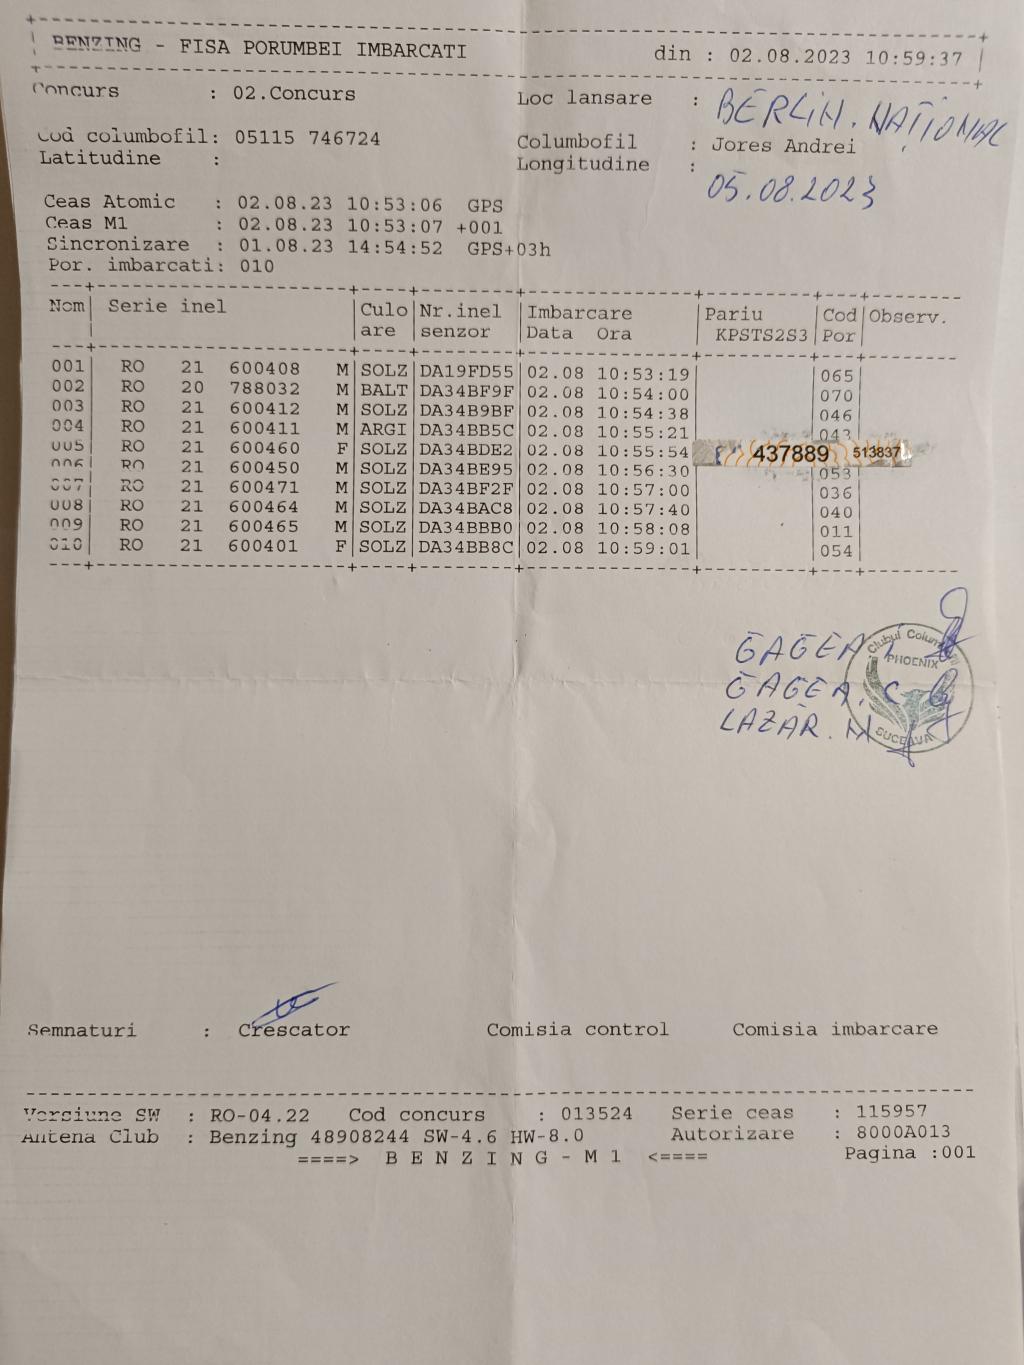 BENZING - FISA PORUMBEI IMBARCATI din : 02.08.2023 10:59:37
Concurs : 02.Concurs Loc lansare : BERLIN. NAȚIONAL
Cod columbofil: 05115 746724 Columbofil : Jores Andrei
Latitudine : Longitudine :
05.08.2023
Ceas Atomic : 02.08.23 10:53:06 GPS
Ceas M1 : 02.08.23 10:53:07 +001
Sincronizare : 01.08.23 14:54:52 GPS+03h
Por. imbarcati: 010
Nom Serie inel Culo Nr.inel Imbarcare Pariu Cod Observ.
are senzor Data Ora KPSTS2S3 Por
001 RO 21 600408 M SOLZ DA19FD55 02.08 10:53:19 065
002 RO 20 788032 M BALT DA34BF9F 02.08 10:54:00 070
003 RO 21 600412 M SOLZ DA34B9BF 02.08 10:54:38 046
004 RO 21 600411 M ARGI DA34BB5C 02.08 10:55:21 043
005 RO 21 600460 F SOLZ DA34BDE2 02.08 10:55:54 437889 513837
006 RO 21 600450 M SOLZ DA34BE95 02.08 10:56:30 053
007 RO 21 600471 M SOLZ DA34BF2F 02.08 10:57:00 036
008 RO 21 600464 M SOLZ DA34BAC8 02.08 10:57:40 040
009 RO 21 600465 M SOLZ DA34BBB0 02.08 10:58:08 011
010 RO 21 600401 F SOLZ DA34BB8C 02.08 10:59:01 054
GAGEA
GAGEA. C
LAZĂR. M
Clubul
PHOENIX
SUCEAVA
Semnaturi : Crescator Comisia control Comisia imbarcare
Versiune SW : RO-04.22 Cod concurs : 013524 Serie ceas : 115957
Antena Club : Benzing 48908244 SW-4.6 HW-8.0 Autorizare : 8000A013
====> B E N Z I N G - M 1 <==== Pagina :001